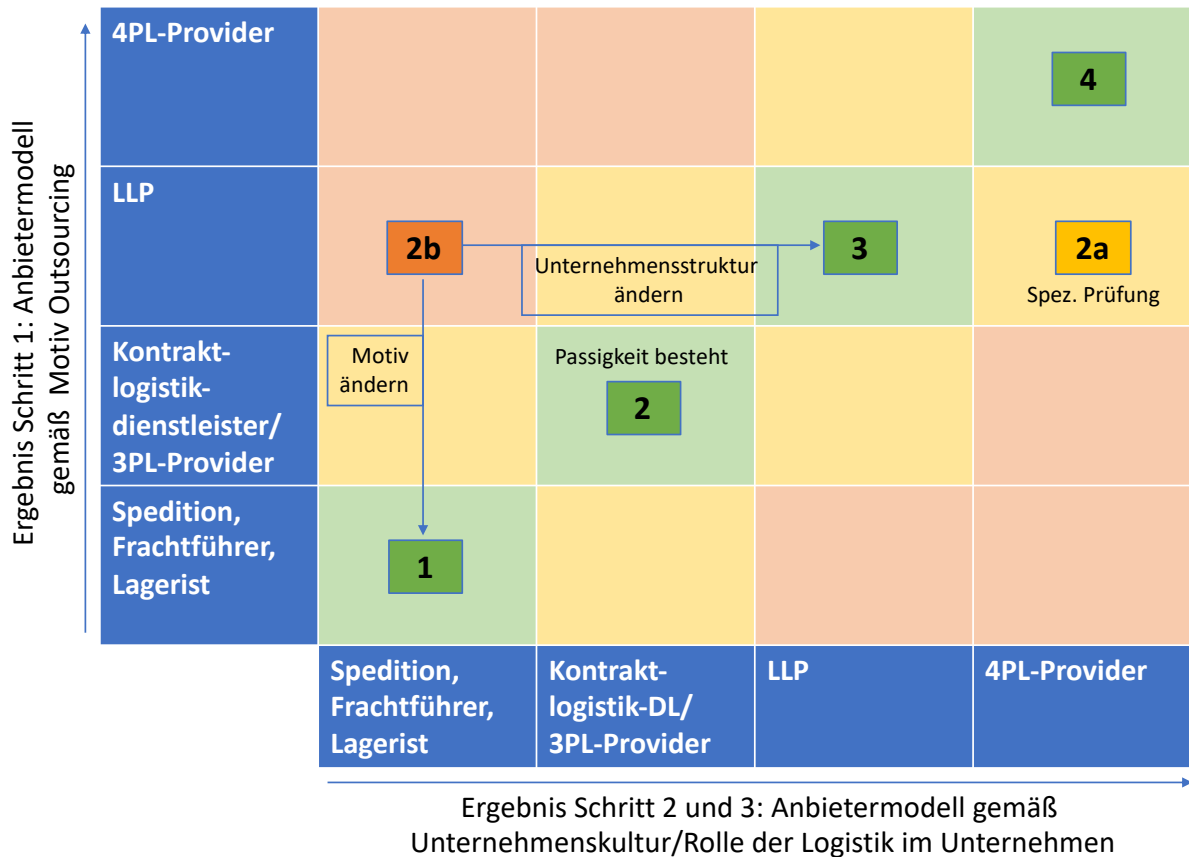 Ergebnis Schritt 1: Anbietermodell
gemäß Motiv Outsourcing
4PL-Provider
4
LLP
2b
Unternehmensstruktur
ändern
3
2a
Spez. Prüfung
Kontrakt-
logistik-
dienstleister/
3PL-Provider
Motiv
ändern
Passigkeit besteht
2
Spedition,
Frachtführer,
Lagerist
1
Spedition,
Frachtführer,
Lagerist
Kontrakt-
logistik-DL/
3PL-Provider
LLP
4PL-Provider
Ergebnis Schritt 2 und 3: Anbietermodell gemäß
Unternehmenskultur/Rolle der Logistik im Unternehmen